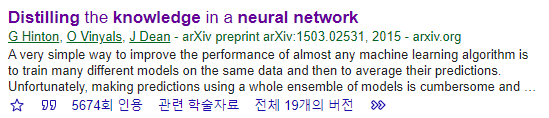 Distilling the knowledge in a neural network
G Hinton, O Vinyals, J Dean - arXiv preprint arXiv:1503.02531, 2015 - arxiv.org
A very simple way to improve the performance of almost any machine learning algorithm is
to train many different models on the same data and then to average their predictions.
Unfortunately, making predictions using a whole ensemble of models is cumbersome and …
5674회 인용 관련 학술자료 전체 19개의 버전